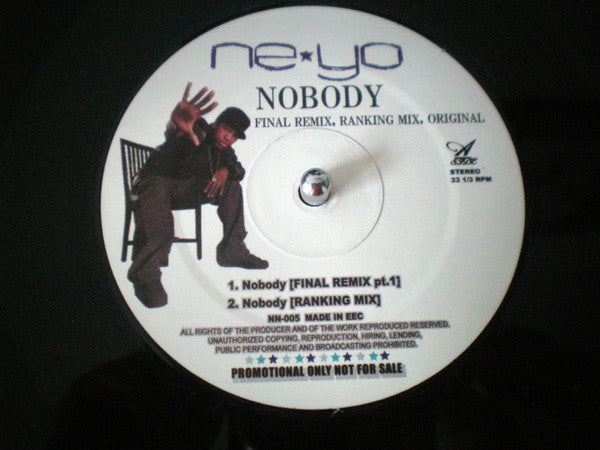 ne★yo
NOBODY
FINAL REMIX, RANKING MIX, ORIGINAL
A
SIDE
STEREO
33 1/3 RPM
1. Nobody [FINAL REMIX pt.1]
2. Nobody [RANKING MIX]
NN-005 MADE IN EEC
ALL RIGHTS OF THE PRODUCER AND OF THE WORK REPRODUCED RESERVED.
UNAUTHORIZED COPYING, REPRODUCTION, HIRING, LENDING,
PUBLIC PERFORMANCE AND BROADCASTING PROHIBITED.
PROMOTIONAL ONLY NOT FOR SALE